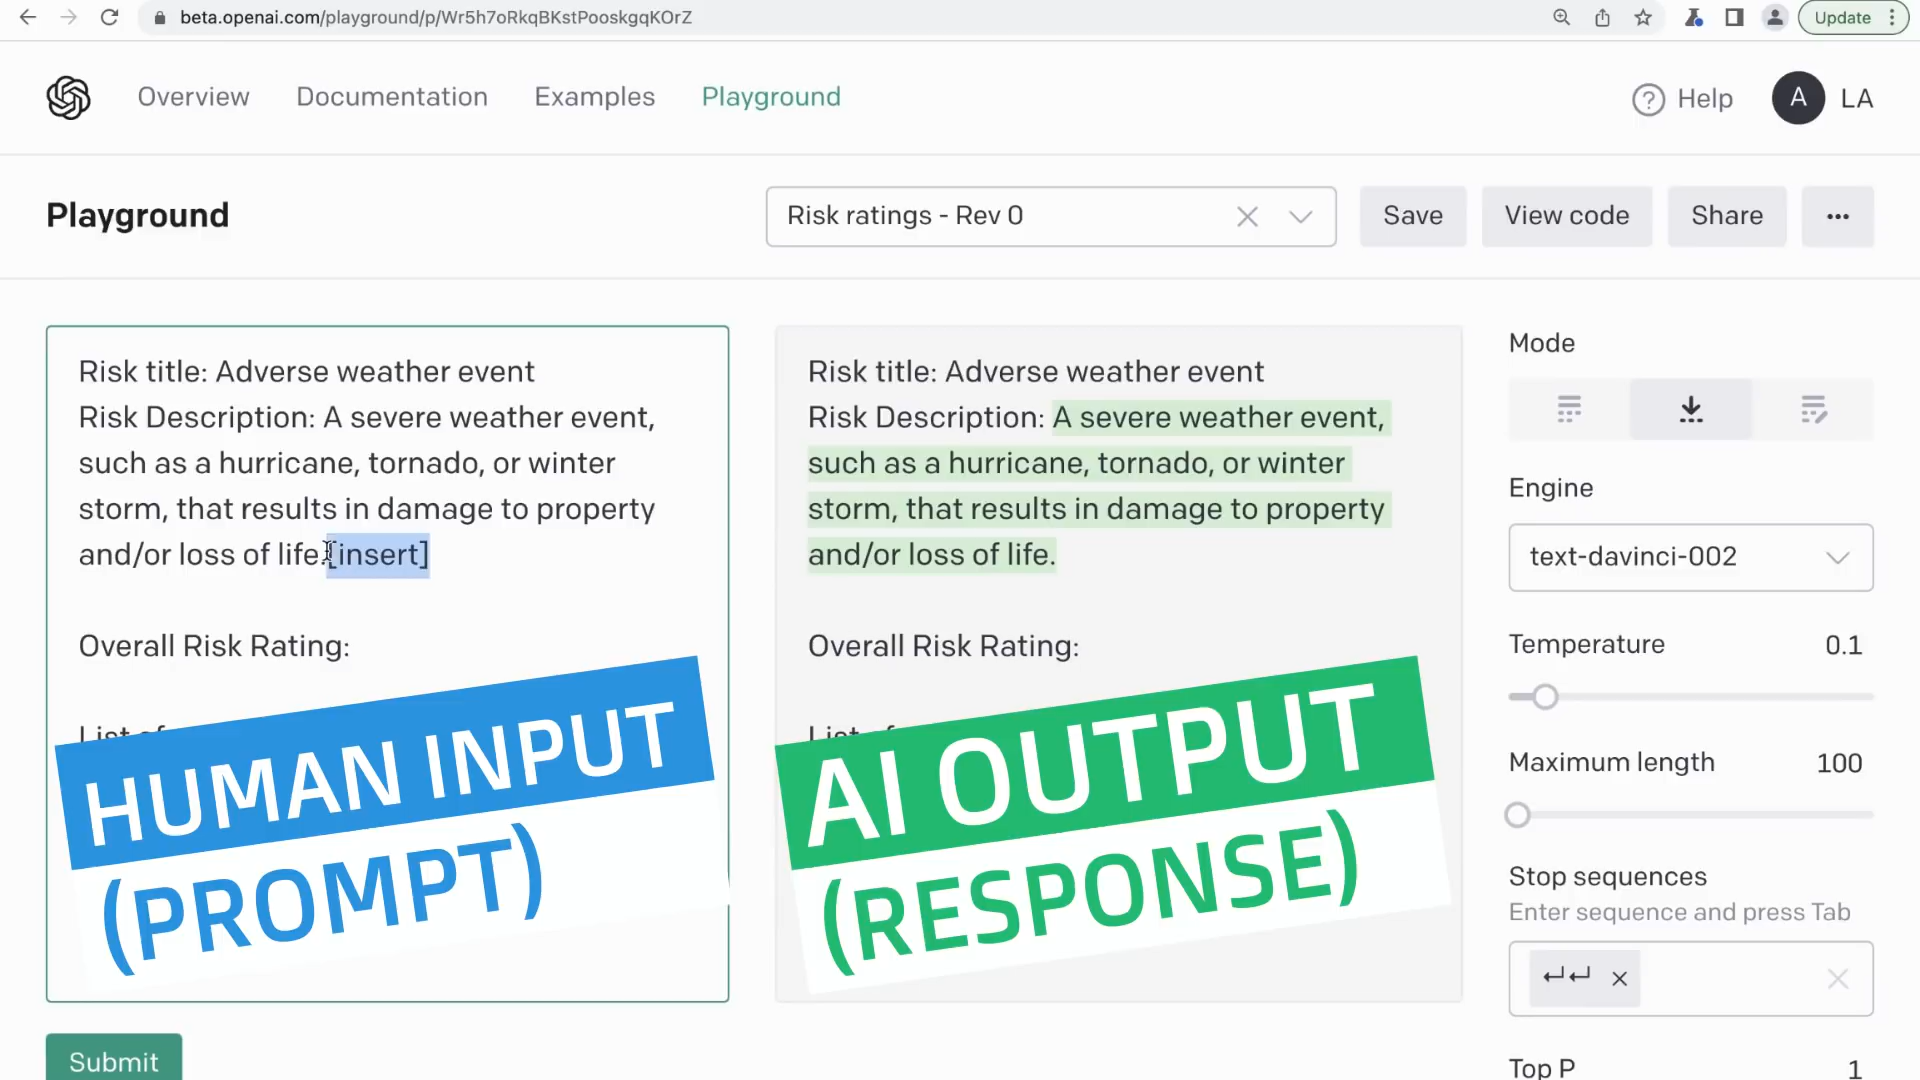 beta.openai.com/playground/p/Wr5h7oRkqBKstPooskgqKOrZ
Update
Overview
Documentation
Examples
Playground
? Help
A
LA
Playground
Risk ratings - Rev 0
Save
View code
Share
Risk title: Adverse weather event
Risk Description: A severe weather event,
such as a hurricane, tornado, or winter
storm, that results in damage to property
and/or loss of life.[insert]
Overall Risk Rating:
List of
HUMAN INPUT
(PROMPT)
Submit
Risk title: Adverse weather event
Risk Description: A severe weather event,
such as a hurricane, tornado, or winter
storm, that results in damage to property
and/or loss of life.
Overall Risk Rating:
List of
AI OUTPUT
(RESPONSE)
Mode
Engine
text-davinci-002
Temperature 0.1
Maximum length 100
Stop sequences
Enter sequence and press Tab
↵↵ ×
Top P 1